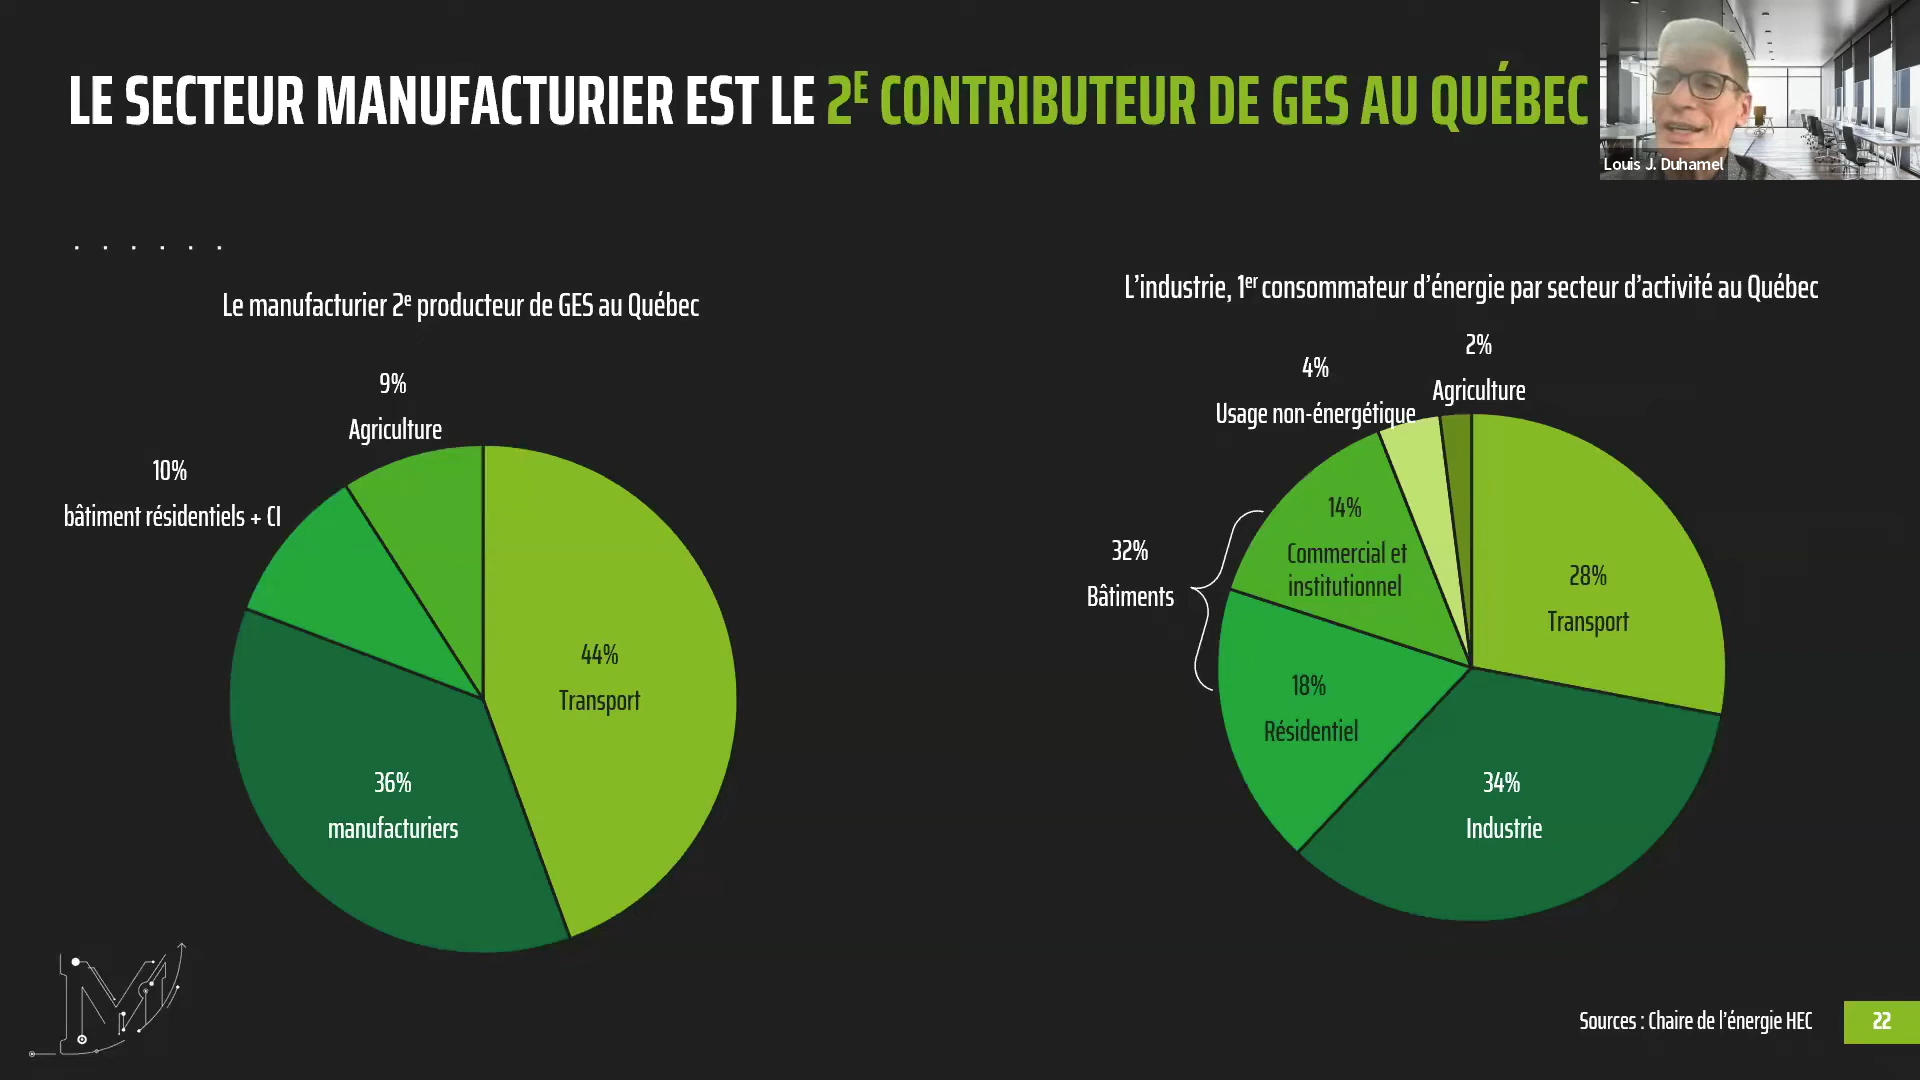 LE SECTEUR MANUFACTURIER EST LE 2E CONTRIBUTEUR DE GES AU QUÉBEC
Louis J. Duhamel
Le manufacturier 2e producteur de GES au Québec
9%
Agriculture
10%
bâtiment résidentiels + CI
44%
Transport
36%
manufacturiers
L’industrie, 1er consommateur d’énergie par secteur d’activité au Québec
2%
Agriculture
4%
Usage non-énergétique
14%
Commercial et
institutionnel
32%
Bâtiments
28%
Transport
18%
Résidentiel
34%
Industrie
Sources : Chaire de l’énergie HEC
22